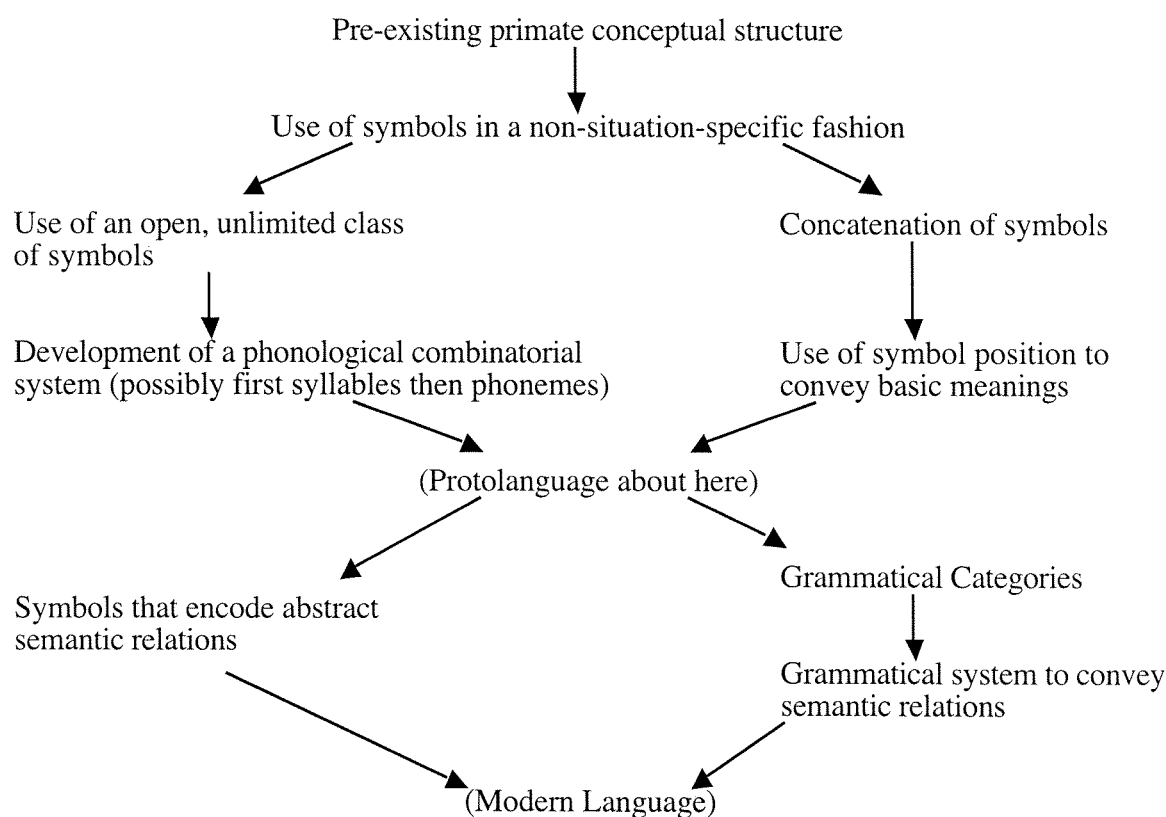 Pre-existing primate conceptual structure
Use of symbols in a non-situation-specific fashion
Use of an open, unlimited class
of symbols
Concatenation of symbols
Development of a phonological combinatorial
system (possibly first syllables then phonemes)
Use of symbol position to
convey basic meanings
(Protolanguage about here)
Symbols that encode abstract
semantic relations
Grammatical Categories
Grammatical system to convey
semantic relations
(Modern Language)